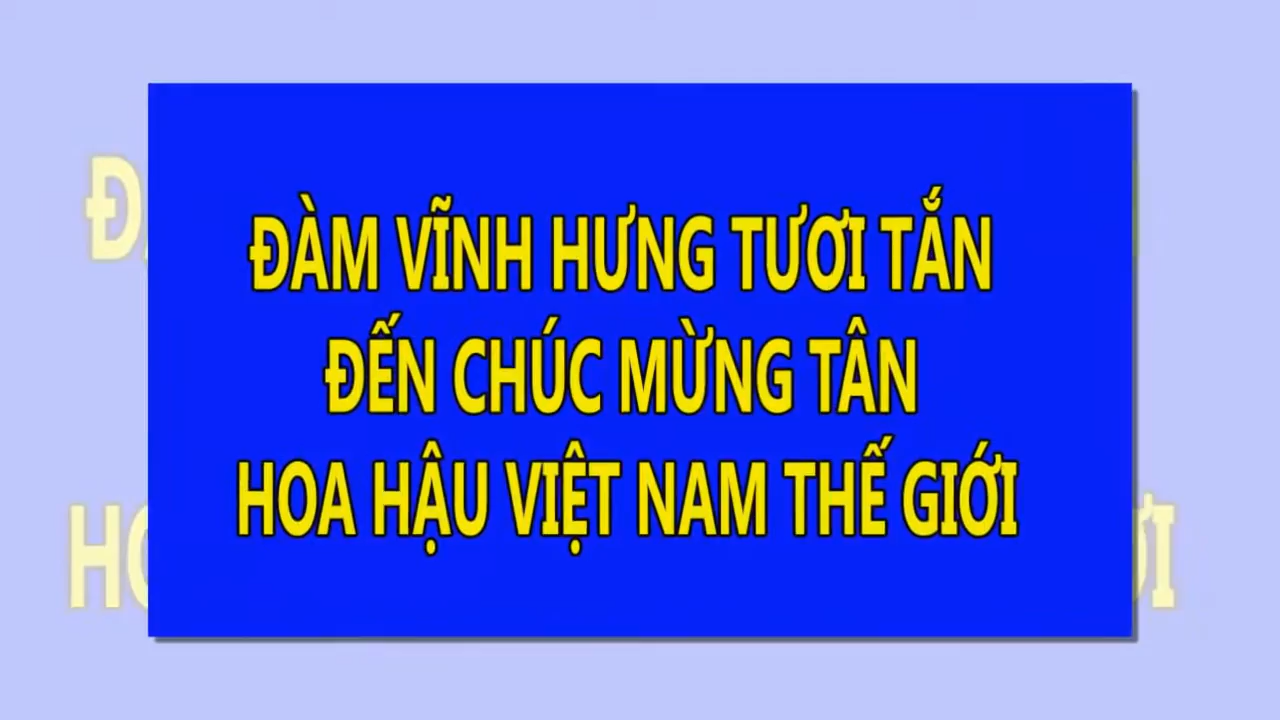 ĐÀM VĨNH HƯNG TƯƠI TẮN
ĐẾN CHÚC MỪNG TÂN
HOA HẬU VIỆT NAM THẾ GIỚI